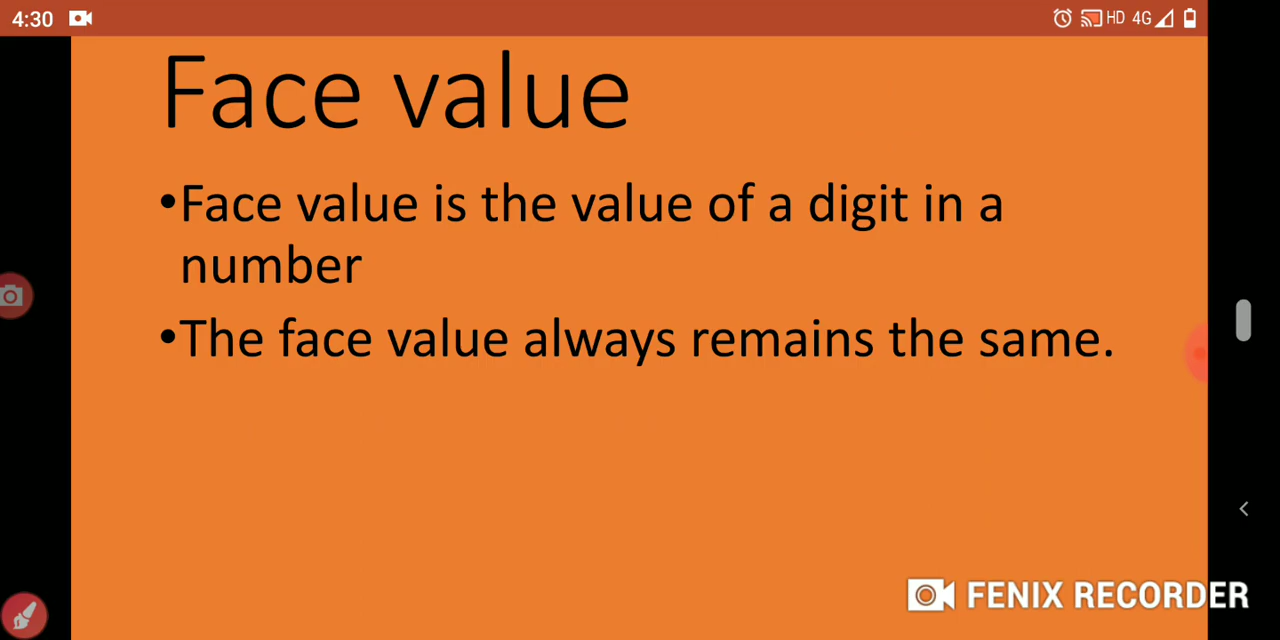 4:30 HD 4G
Face value
•Face value is the value of a digit in a
number
•The face value always remains the same.
FENIX RECORDER